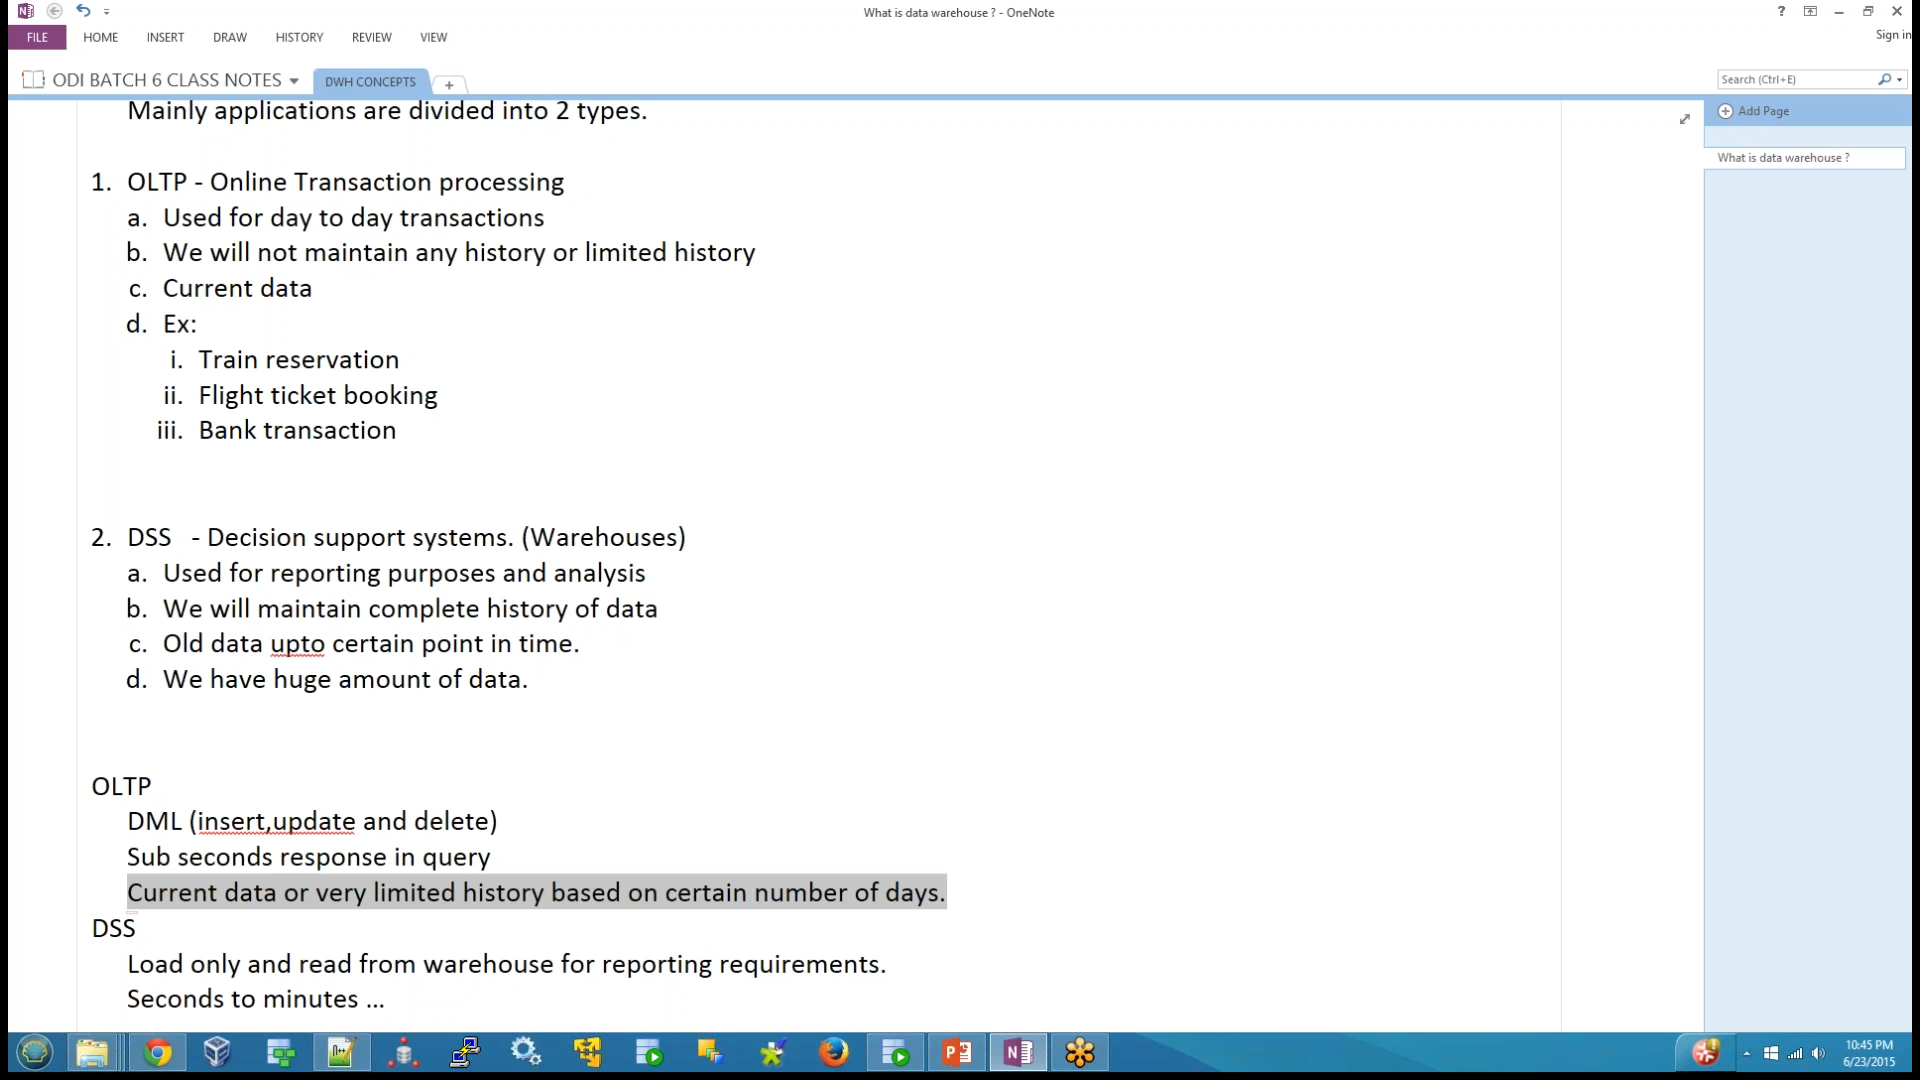 What is data warehouse ? - OneNote
?
FILE HOME INSERT DRAW HISTORY REVIEW VIEW
Sign in
ODI BATCH 6 CLASS NOTES DWH CONCEPTS +
Search (Ctrl+E)
Add Page
What is data warehouse ?
Mainly applications are divided into 2 types.
1. OLTP - Online Transaction processing
a. Used for day to day transactions
b. We will not maintain any history or limited history
c. Current data
d. Ex:
i. Train reservation
ii. Flight ticket booking
iii. Bank transaction
2. DSS - Decision support systems. (Warehouses)
a. Used for reporting purposes and analysis
b. We will maintain complete history of data
c. Old data upto certain point in time.
d. We have huge amount of data.
OLTP
DML (insert,update and delete)
Sub seconds response in query
Current data or very limited history based on certain number of days.
DSS
Load only and read from warehouse for reporting requirements.
Seconds to minutes ...
10:45 PM
6/23/2015